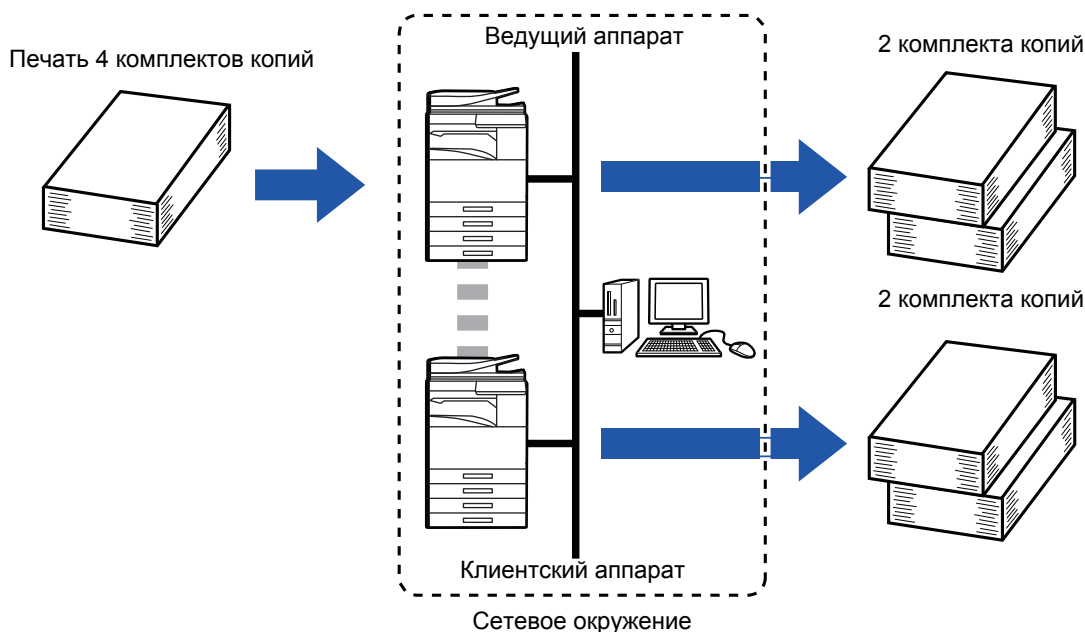 Печать 4 комплектов копий
Ведущий аппарат
2 комплекта копий
2 комплекта копий
Клиентский аппарат
Сетевое окружение